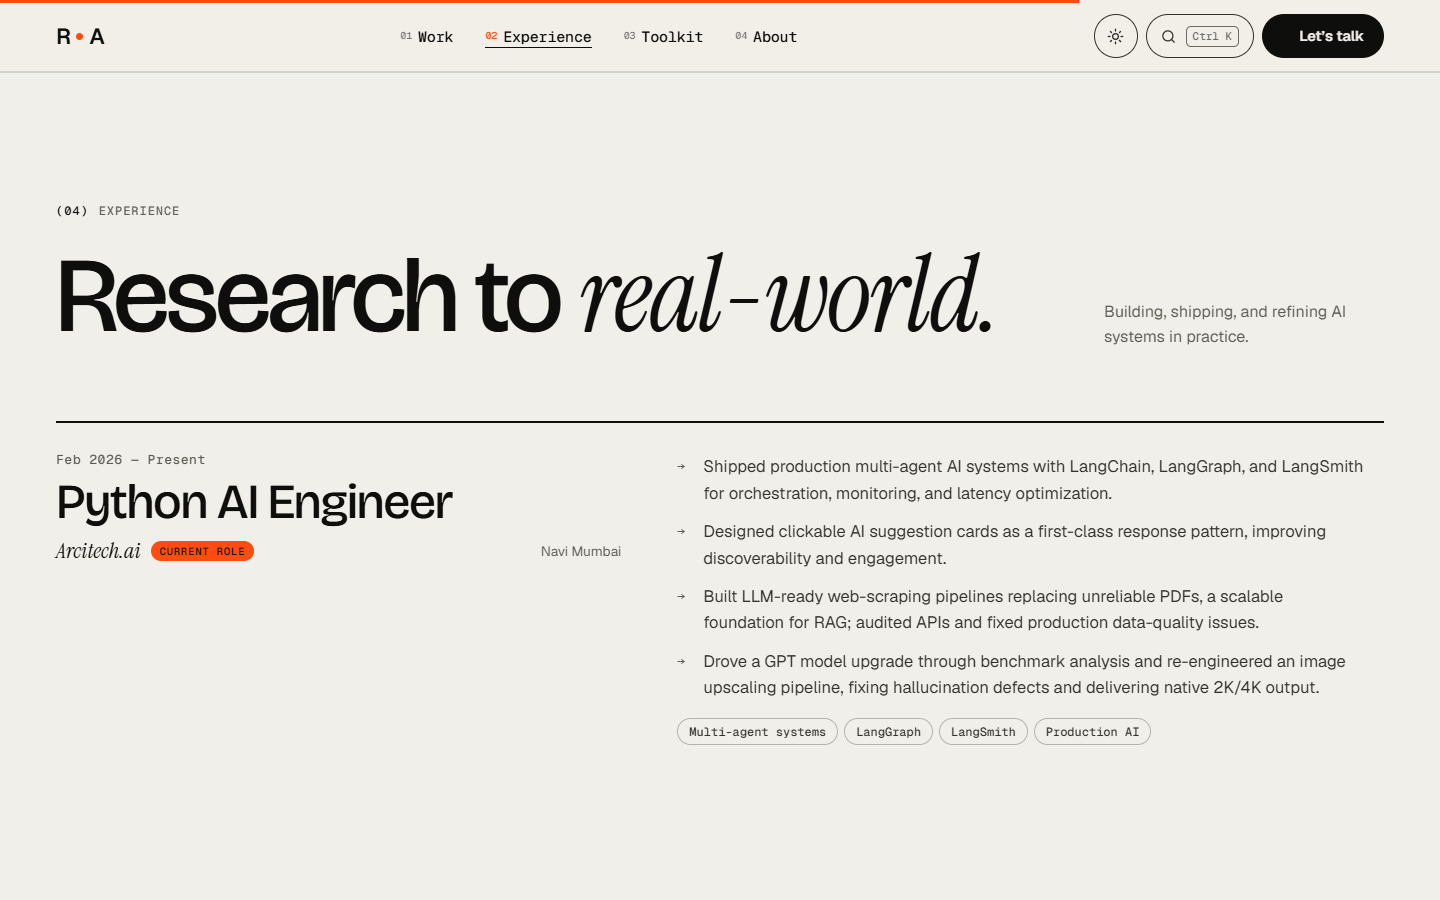 R•A
01 Work
02 Experience
03 Toolkit
04 About
Ctrl K
Let's talk
(04) EXPERIENCE
Research to real-world.
Building, shipping, and refining AI
systems in practice.
Feb 2026 — Present
Python AI Engineer
Arcitech.ai CURRENT ROLE
Navi Mumbai
→ Shipped production multi-agent AI systems with LangChain, LangGraph, and LangSmith
for orchestration, monitoring, and latency optimization.
→ Designed clickable AI suggestion cards as a first-class response pattern, improving
discoverability and engagement.
→ Built LLM-ready web-scraping pipelines replacing unreliable PDFs, a scalable
foundation for RAG; audited APIs and fixed production data-quality issues.
→ Drove a GPT model upgrade through benchmark analysis and re-engineered an image
upscaling pipeline, fixing hallucination defects and delivering native 2K/4K output.
Multi-agent systems
LangGraph
LangSmith
Production AI